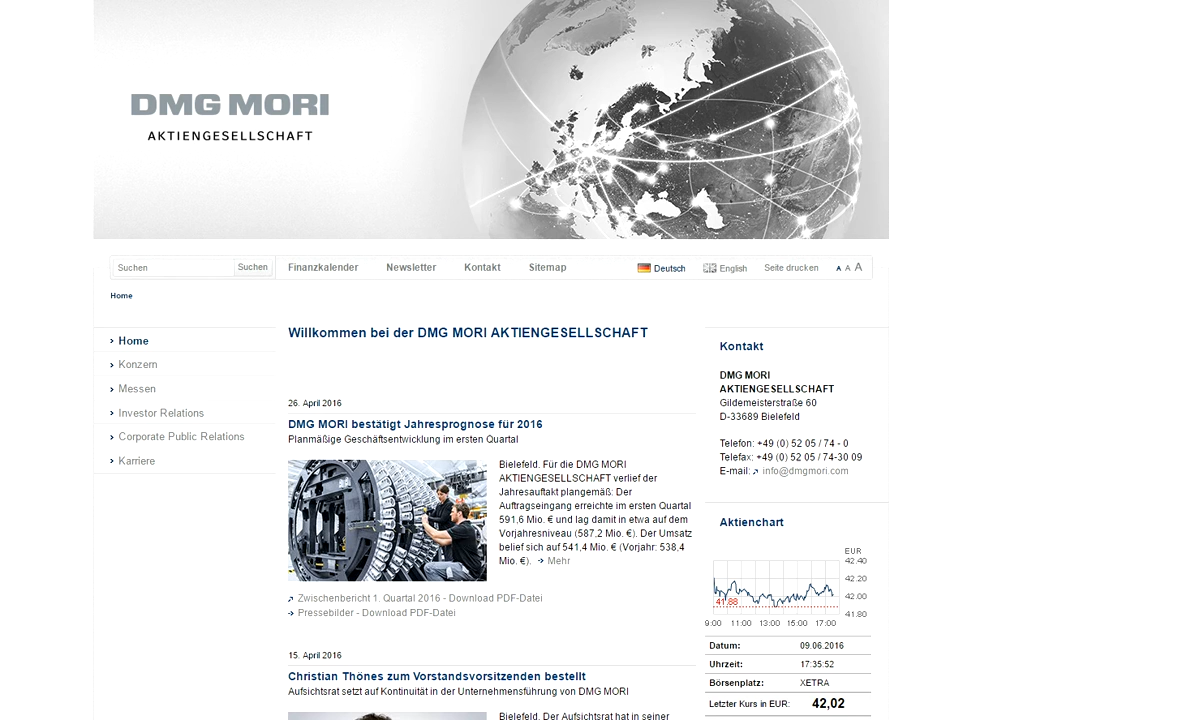 DMG MORI
AKTIENGESELLSCHAFT
Suchen
Suchen
Finanzkalender
Newsletter
Kontakt
Sitemap
Deutsch
English
Seite drucken
A A A
Home
Home
Konzern
Messen
Investor Relations
Corporate Public Relations
Karriere
Willkommen bei der DMG MORI AKTIENGESELLSCHAFT
26. April 2016
DMG MORI bestätigt Jahresprognose für 2016
Planmäßige Geschäftsentwicklung im ersten Quartal
Bielefeld. Für die DMG MORI
AKTIENGESELLSCHAFT verlief der
Jahresauftakt plangemäß: Der
Auftragseingang erreichte im ersten Quartal
591,6 Mio. € und lag damit in etwa auf dem
Vorjahresniveau (587,2 Mio. €). Der Umsatz
belief sich auf 541,4 Mio. € (Vorjahr: 538,4
Mio. €). Mehr
Zwischenbericht 1. Quartal 2016 - Download PDF-Datei
Pressebilder - Download PDF-Datei
15. April 2016
Christian Thönes zum Vorstandsvorsitzenden bestellt
Aufsichtsrat setzt auf Kontinuität in der Unternehmensführung von DMG MORI
Bielefeld. Der Aufsichtsrat hat in seiner
Kontakt
DMG MORI
AKTIENGESELLSCHAFT
Gildemeisterstraße 60
D-33689 Bielefeld
Telefon: +49 (0) 52 05 / 74 - 0
Telefax: +49 (0) 52 05 / 74-30 09
E-mail: info@dmgmori.com
Aktienchart
EUR
42.40
42.20
42.00
41.80
41.88
9:00 11:00 13:00 15:00 17:00
Datum: 09.06.2016
Uhrzeit: 17:35:52
Börsenplatz: XETRA
Letzter Kurs in EUR: 42,02